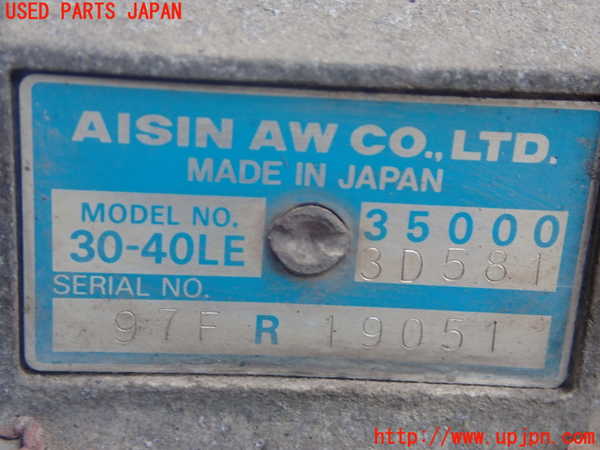 USED PARTS JAPAN
AISIN AW CO., LTD.
MADE IN JAPAN
MODEL NO.
30-40LE
35000
3D581
SERIAL NO.
97F R 19051
http://www.upjpn.com/